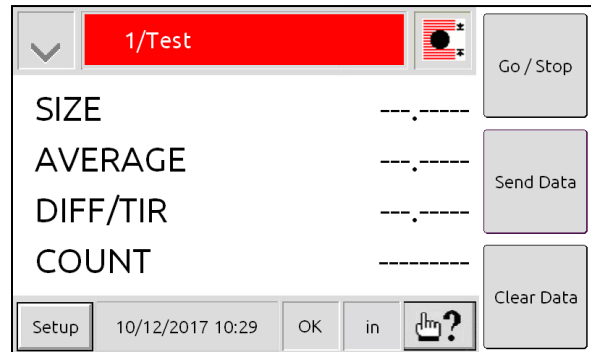 1/Test
Go / Stop
SIZE ---.-----
AVERAGE ---.-----
Send Data
DIFF/TIR ---.-----
COUNT ---------
Clear Data
Setup 10/12/2017 10:29 OK in ?